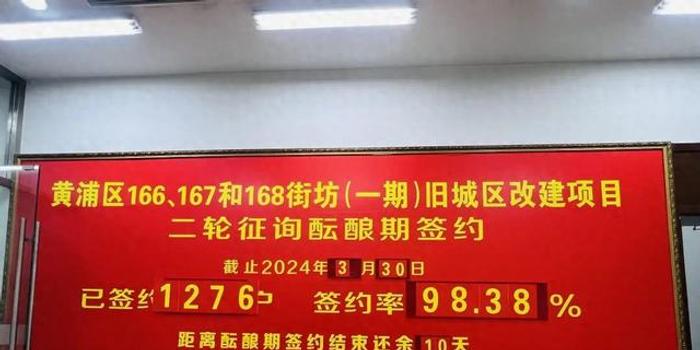 黄浦区166、167和168街坊(一期)旧城区改建项目
二轮征询酝酿期签约
截止2024年3月30日
已签约1276户 签约率98.38%
距离酝酿期签约结束还余10天